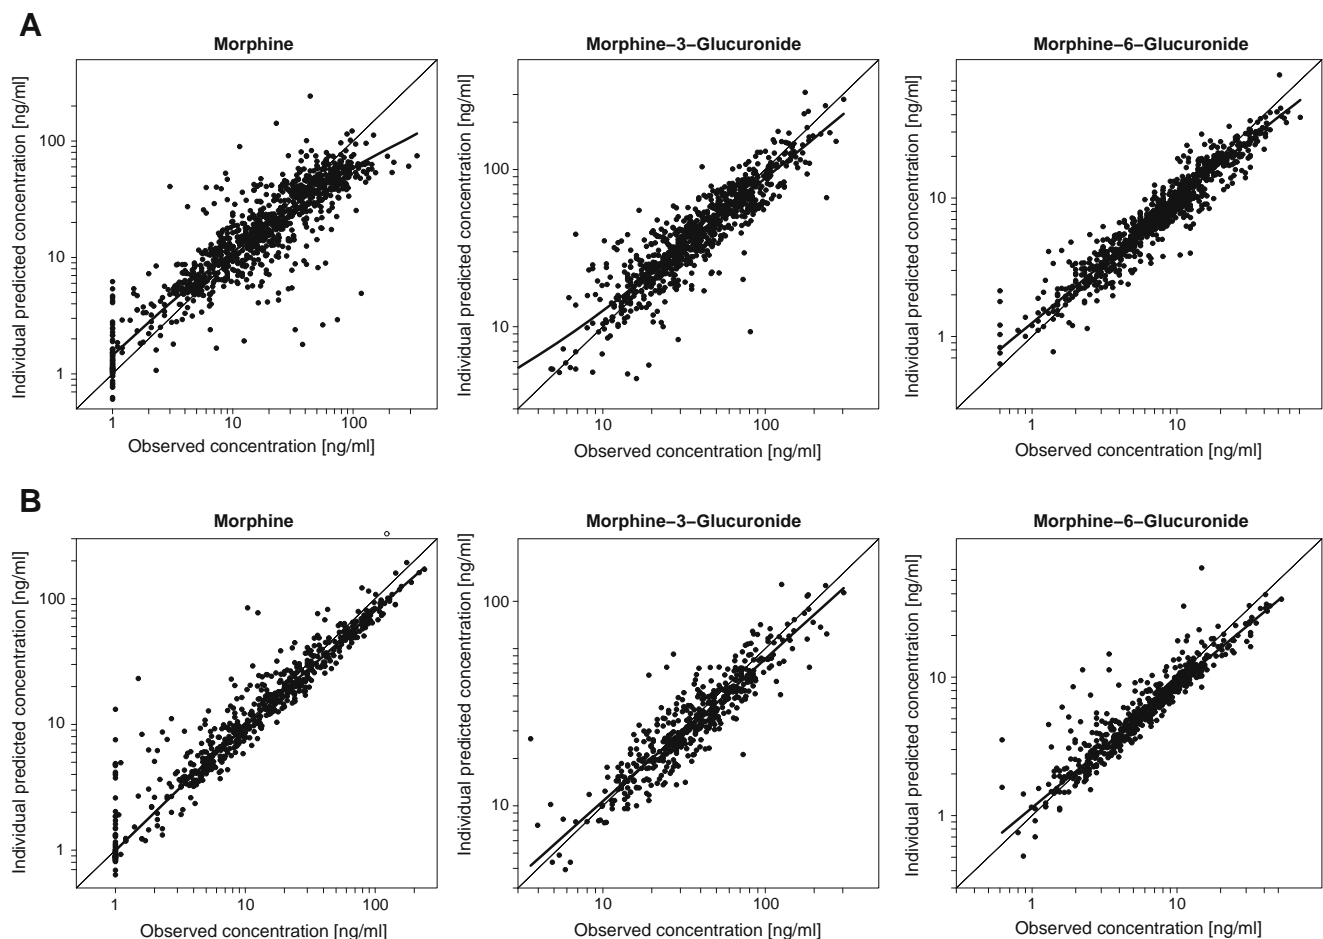 A
Morphine
Morphine−3−Glucuronide
Morphine−6−Glucuronide
Individual predicted concentration [ng/ml]
100
10
1
1
10
100
Observed concentration [ng/ml]
Individual predicted concentration [ng/ml]
100
10
10
100
Observed concentration [ng/ml]
Individual predicted concentration [ng/ml]
10
1
1
10
Observed concentration [ng/ml]
B
Morphine
Morphine−3−Glucuronide
Morphine−6−Glucuronide
Individual predicted concentration [ng/ml]
100
10
1
1
10
100
Observed concentration [ng/ml]
Individual predicted concentration [ng/ml]
100
10
10
100
Observed concentration [ng/ml]
Individual predicted concentration [ng/ml]
10
1
1
10
Observed concentration [ng/ml]